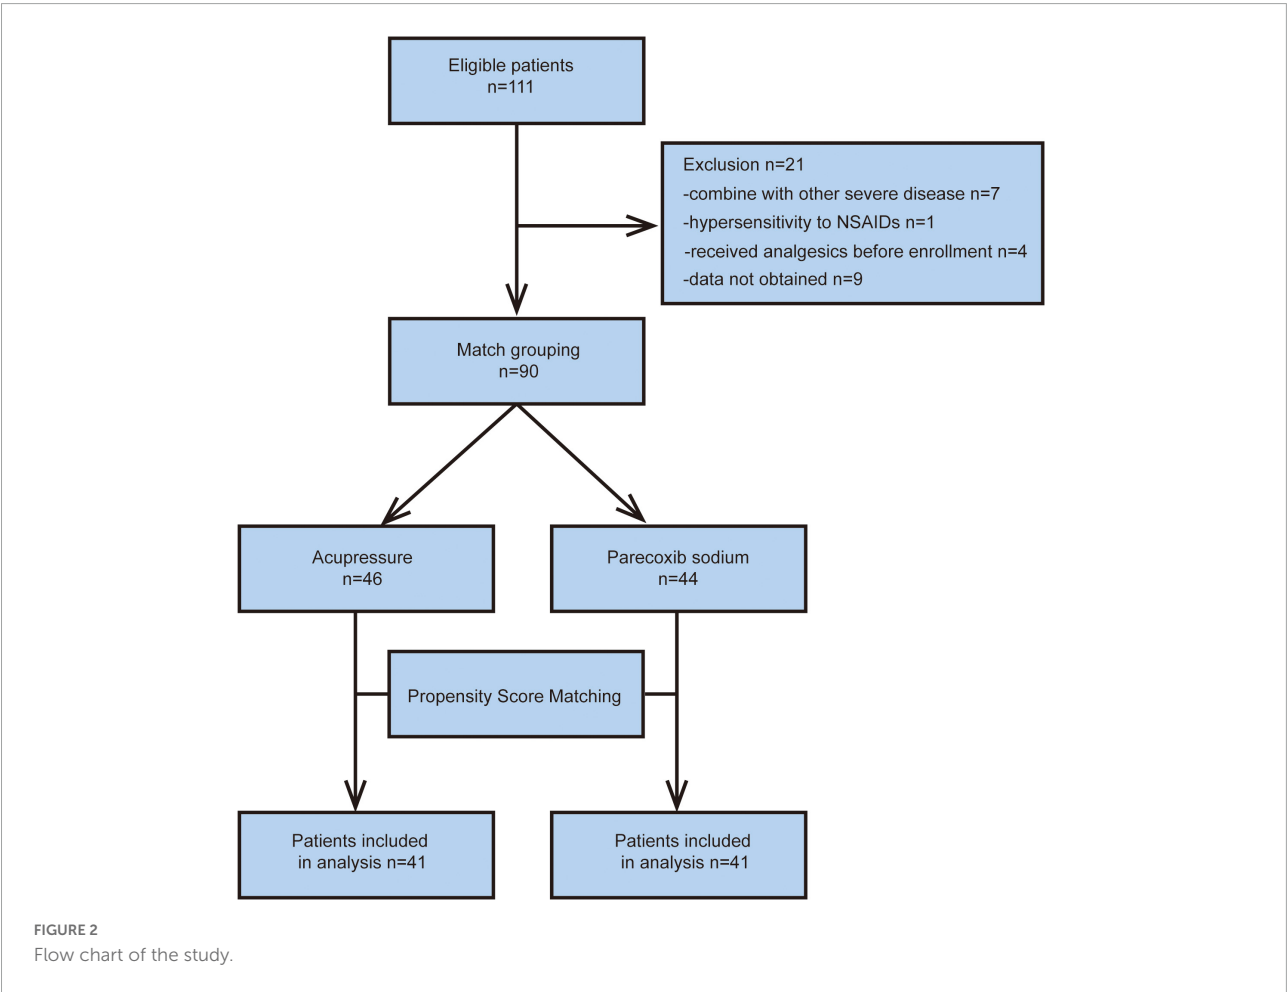 Eligible patients
n=111
Exclusion n=21
-combine with other severe disease n=7
-hypersensitivity to NSAIDs n=1
-received analgesics before enrollment n=4
-data not obtained n=9
Match grouping
n=90
Acupressure
n=46
Parecoxib sodium
n=44
Propensity Score Matching
Patients included
in analysis n=41
Patients included
in analysis n=41
FIGURE 2
Flow chart of the study.